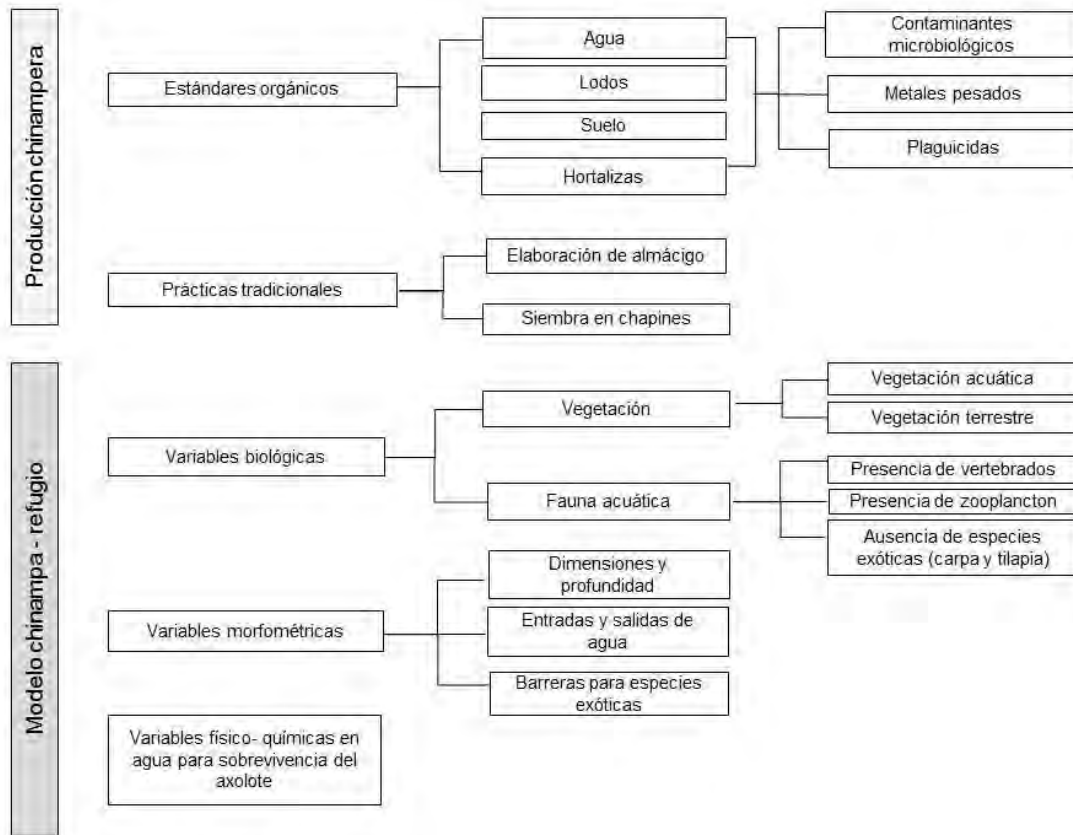 Producción chinampera
Estándares orgánicos
Agua
Lodos
Suelo
Hortalizas
Contaminantes
microbiológicos
Metales pesados
Plaguicidas
Prácticas tradicionales
Elaboración de almácigo
Siembra en chapines
Modelo chinampa - refugio
Variables biológicas
Vegetación
Vegetación acuática
Vegetación terrestre
Fauna acuática
Presencia de vertebrados
Presencia de zooplancton
Ausencia de especies
exóticas (carpa y tilapia)
Variables morfométricas
Dimensiones y
profundidad
Entradas y salidas de
agua
Barreras para especies
exóticas
Variables físico- químicas en
agua para sobrevivencia del
axolote